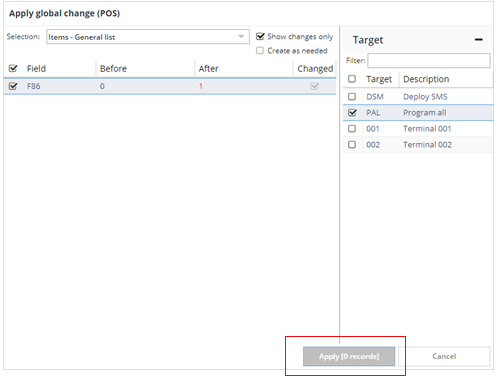 Apply global change (POS)
Selection: Items - General list
Show changes only
Create as needed
Field Before After Changed
F86 0 1
Target
Filter:
Target Description
DSM Deploy SMS
PAL Program all
001 Terminal 001
002 Terminal 002
Apply [0 records] Cancel